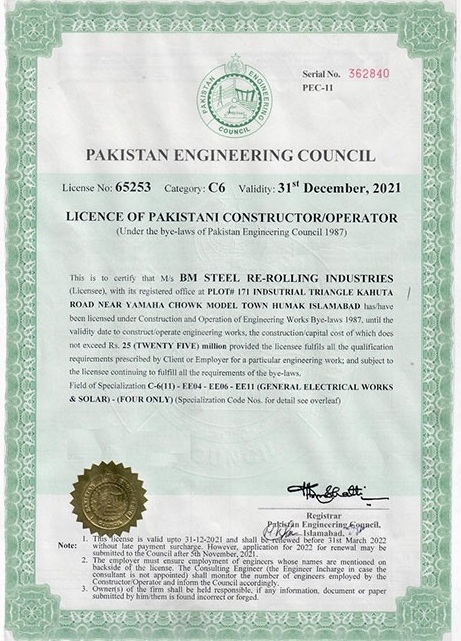 PAKISTAN ENGINEERING
COUNCIL
Serial No. 362840
PEC-11
PAKISTAN ENGINEERING COUNCIL
License No: 65253 Category: C6 Validity: 31st December, 2021
LICENCE OF PAKISTANI CONSTRUCTOR/OPERATOR
(Under the bye-laws of Pakistan Engineering Council 1987)
This is to certify that M/s BM STEEL RE-ROLLING INDUSTRIES
(Licensee), with its registered office at PLOT# 171 INDSUTRIAL TRIANGLE KAHUTA
ROAD NEAR YAMAHA CHOWK MODEL TOWN HUMAK ISLAMABAD has/have
been licensed under Construction and Operation of Engineering Works Bye-laws 1987, until
the validity date to construct/operate engineering works, the construction/capital cost of which
does not exceed Rs. 25 (TWENTY FIVE) million provided the licensee fulfils all the qualification
requirements prescribed by Client or Employer for a particular engineering work; and subject to
the licensee continuing to fulfill all the requirements of the bye-laws.
Field of Specialization C-6(11) - EE04 - EE06 - EE11 (GENERAL ELECTRICAL WORKS
& SOLAR) - (FOUR ONLY) (Specialization Code Nos. for detail see overleaf)
Registrar
Pakistan Engineering Council,
Islamabad.
Note: 1. This license is valid upto 31-12-2021 and shall be renewed before 31st March 2022
without late payment surcharge. However, application for 2022 for renewal may be
submitted to the Council after 5th November, 2021.
2. The employer must ensure employment of engineers whose names are mentioned on
backside of the licence. The Consulting Engineer (the Engineer Incharge in case the
consultant is not appointed) shall monitor the number of engineers employed by the
Constructor/Operator and inform the Council accordingly.
3. Owner(s) of the firm shall be held responsible, if any information, document or paper
submitted by him/them is found incorrect or forged.